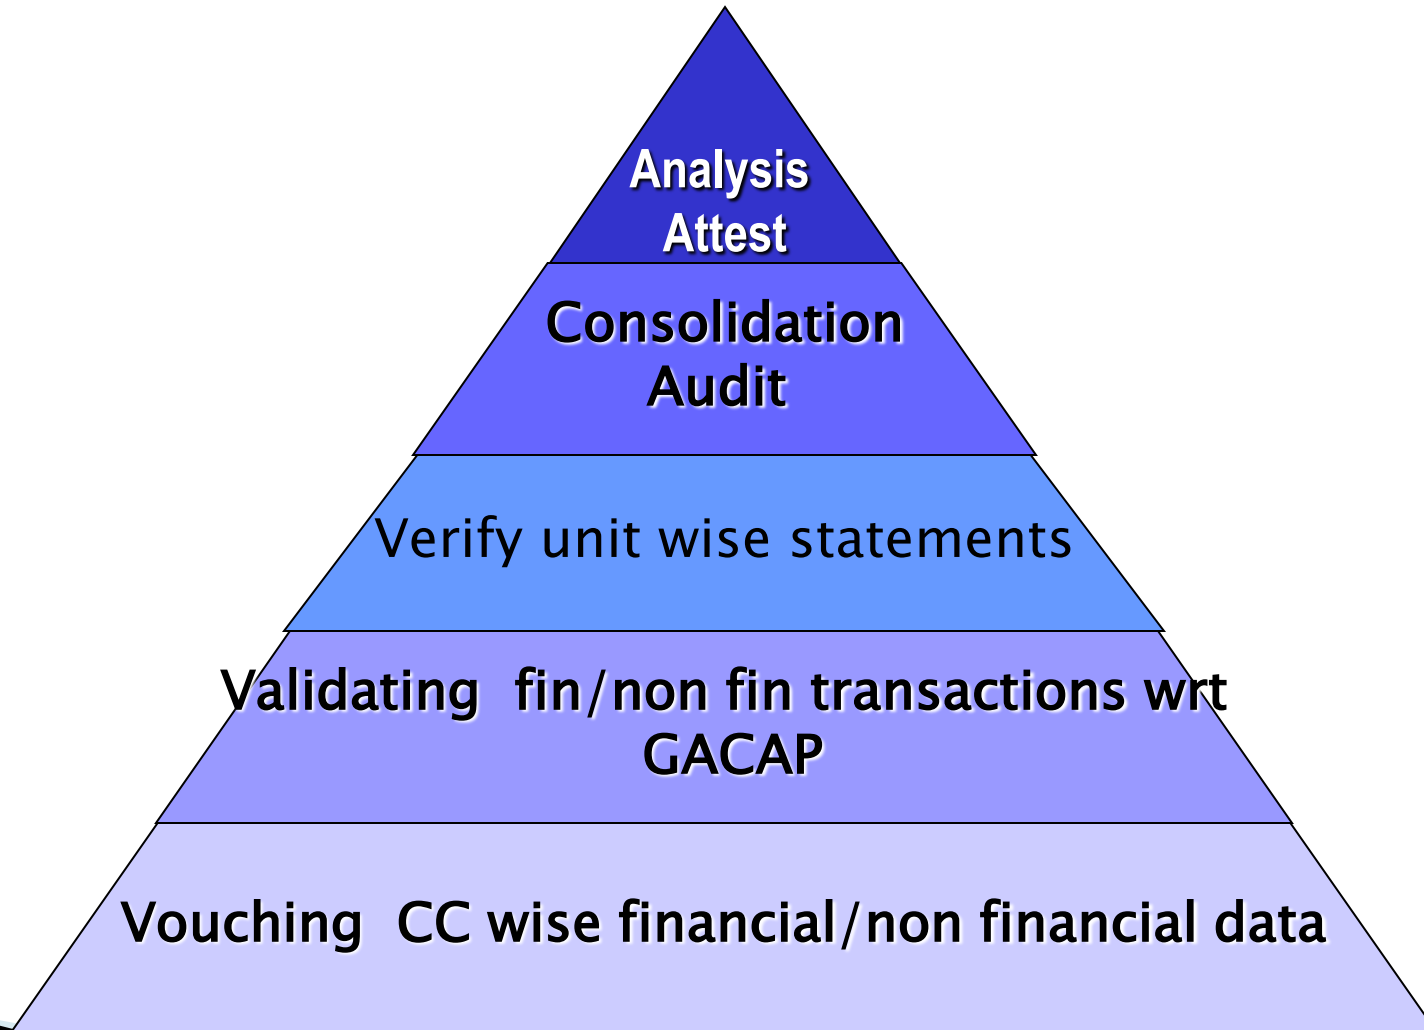 Analysis
Attest
Consolidation
Audit
Verify unit wise statements
Validating  fin/non fin transactions wrt
GACAP
Vouching  CC wise financial/non financial data